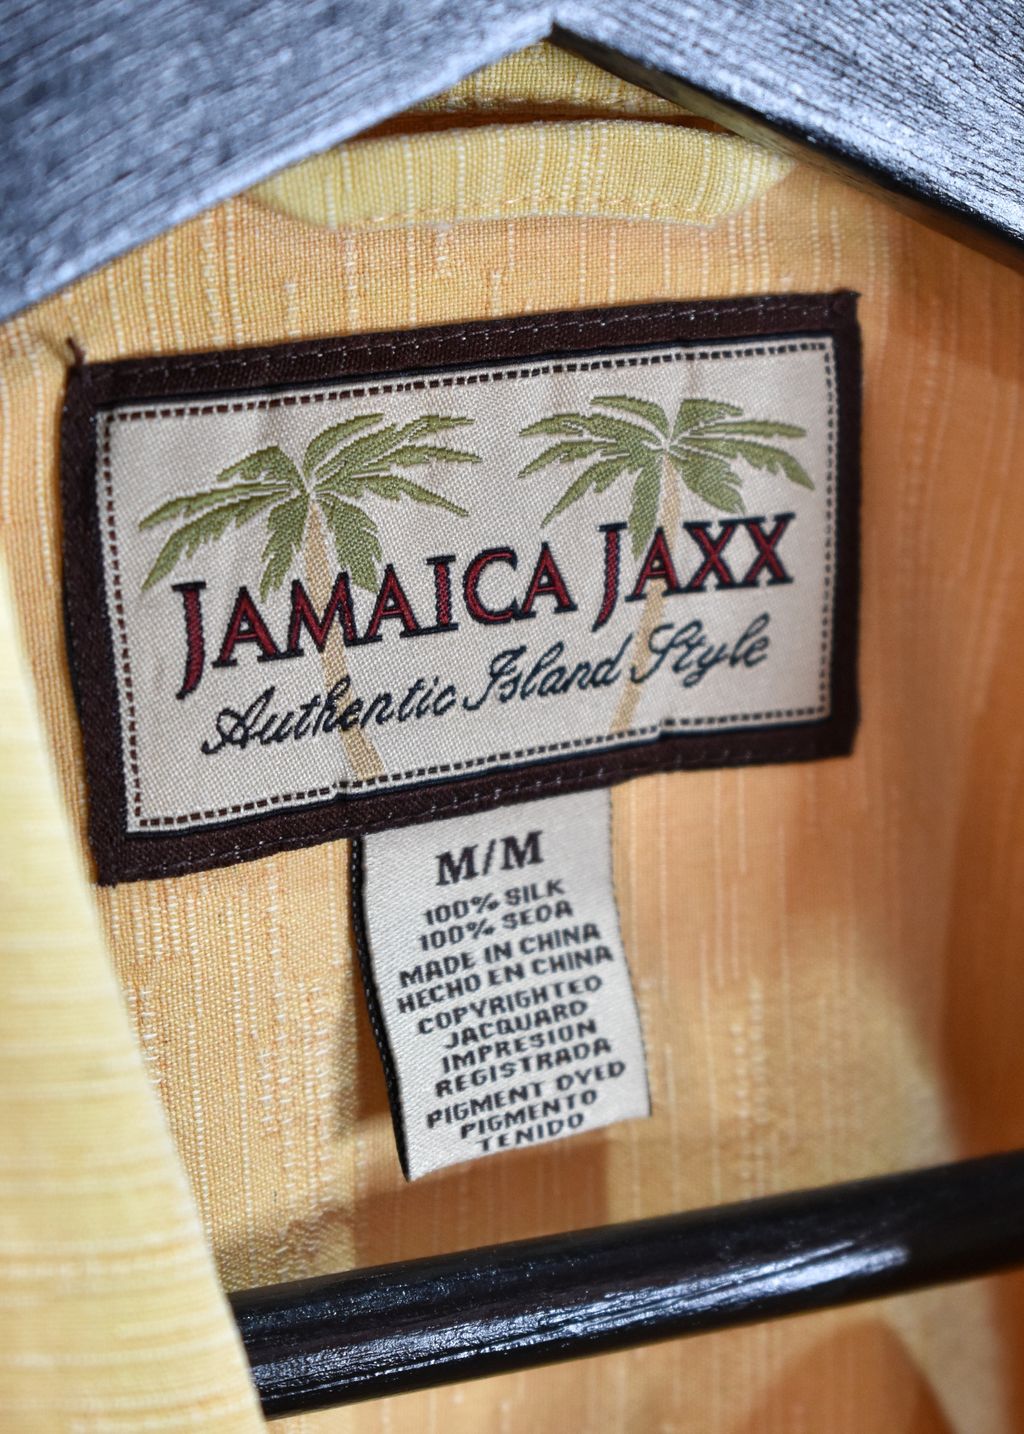 JAMAICA JAXX
Authentic Island Style
M/M
100% SILK
100% SEDA
MADE IN CHINA
HECHO EN CHINA
COPYRIGHTED
JACQUARD
IMPRESION
REGISTRADA
PIGMENT DYED
PIGMENTO
TENIDO